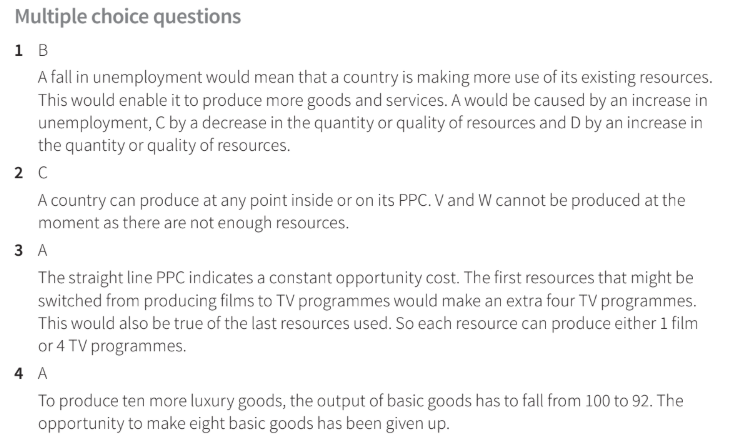 Multiple choice questions
1 B
A fall in unemployment would mean that a country is making more use of its existing resources.
This would enable it to produce more goods and services. A would be caused by an increase in
unemployment, C by a decrease in the quantity or quality of resources and D by an increase in
the quantity or quality of resources.
2 C
A country can produce at any point inside or on its PPC. V and W cannot be produced at the
moment as there are not enough resources.
3 A
The straight line PPC indicates a constant opportunity cost. The first resources that might be
switched from producing films to TV programmes would make an extra four TV programmes.
This would also be true of the last resources used. So each resource can produce either 1 film
or 4 TV programmes.
4 A
To produce ten more luxury goods, the output of basic goods has to fall from 100 to 92. The
opportunity to make eight basic goods has been given up.